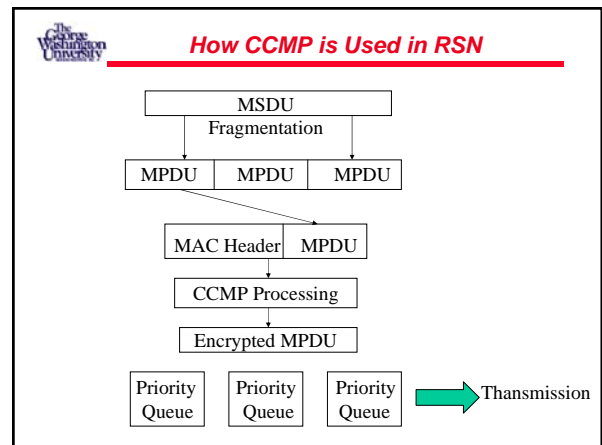 The
George
Washington
University
How CCMP is Used in RSN
MSDU
Fragmentation
MPDU MPDU MPDU
MAC Header MPDU
CCMP Processing
Encrypted MPDU
Priority Queue
Priority Queue
Priority Queue
Thansmission